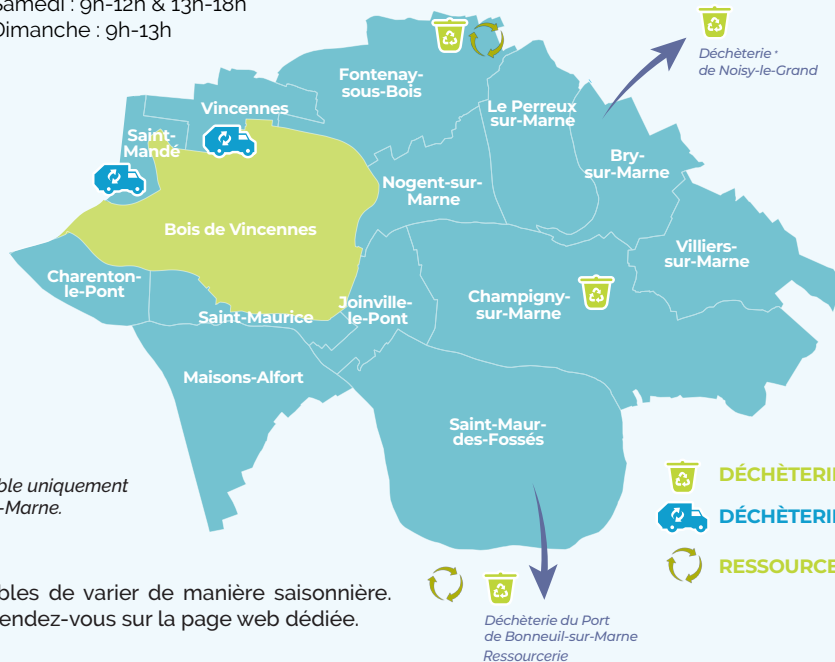 Samedi : 9h-12h & 13h-18h
Dimanche : 9h-13h
Déchèterie *
de Noisy-le-Grand
Fontenay-
sous-Bois
Vincennes
Le Perreux
sur-Marne
Saint-
Mandé
Bry-
sur-Marne
Nogent-sur-
Marne
Bois de Vincennes
Villiers-
sur-Marne
Charenton-
le-Pont
Joinville-
le-Pont
Champigny-
sur-Marne
Saint-Maurice
Maisons-Alfort
Saint-Maur-
des-Fossés
ble uniquement
-Marne.
DÉCHÈTERIE
DÉCHÈTERIE
RESSOURCE
bles de varier de manière saisonnière.
endez-vous sur la page web dédiée.
Déchèterie du Port
de Bonneuil-sur-Marne
Ressourcerie